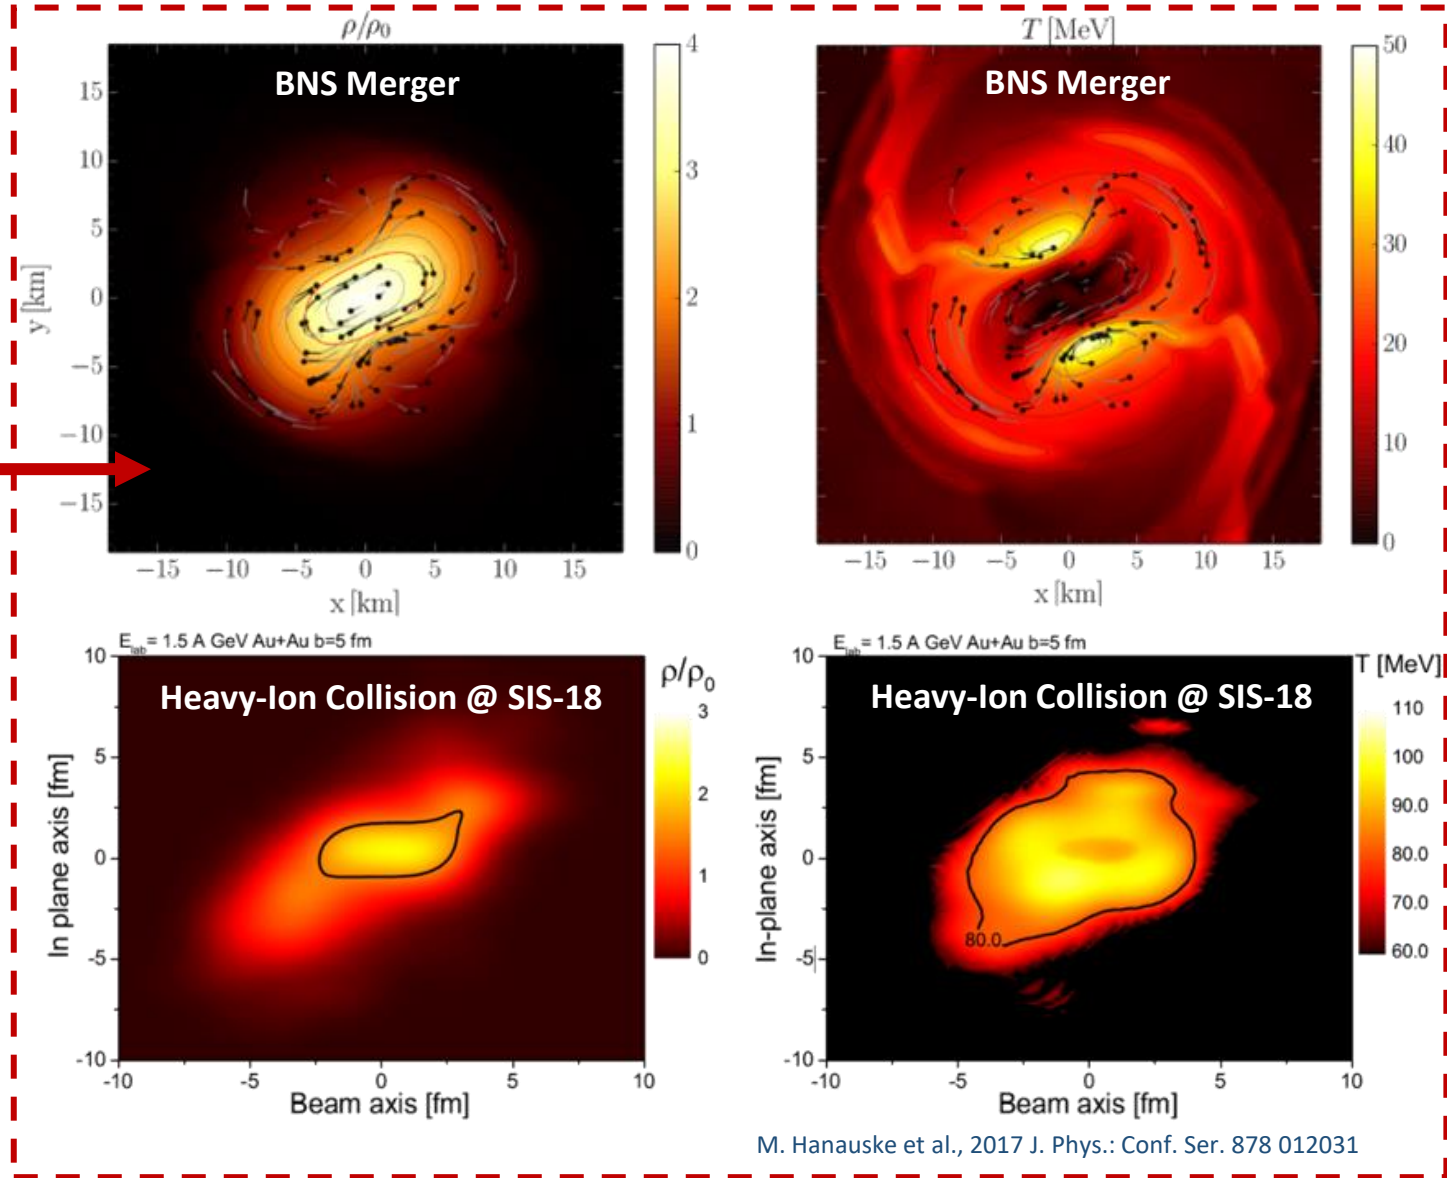 ρ/ρ₀
T [MeV]
BNS Merger
BNS Merger
15
10
5
0
−5
−10
−15
y [km]
−15 −10 −5 0 5 10 15
x [km]
4
3
2
1
0
−15 −10 −5 0 5 10 15
x [km]
50
40
30
20
10
0
E_lab = 1.5 A GeV Au+Au b=5 fm
Heavy-Ion Collision @ SIS-18
10
5
0
-5
-10
In plane axis [fm]
-10 -5 0 5 10
Beam axis [fm]
ρ/ρ₀
3
2
1
0
E_lab = 1.5 A GeV Au+Au b=5 fm
Heavy-Ion Collision @ SIS-18
10
5
0
-5
-10
In-plane axis [fm]
80.0
-10 -5 0 5 10
Beam axis [fm]
T [MeV]
110
100
90.0
80.0
70.0
60.0
M. Hanauske et al., 2017 J. Phys.: Conf. Ser. 878 012031